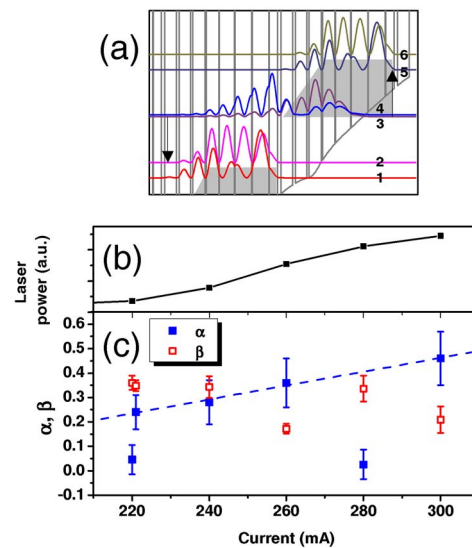 (a)
6
5
4
3
2
1
(b)
Laser
power (a.u.)
(c)
α
β
α, β
0.6
0.5
0.4
0.3
0.2
0.1
0.0
-0.1
220 240 260 280 300
Current (mA)